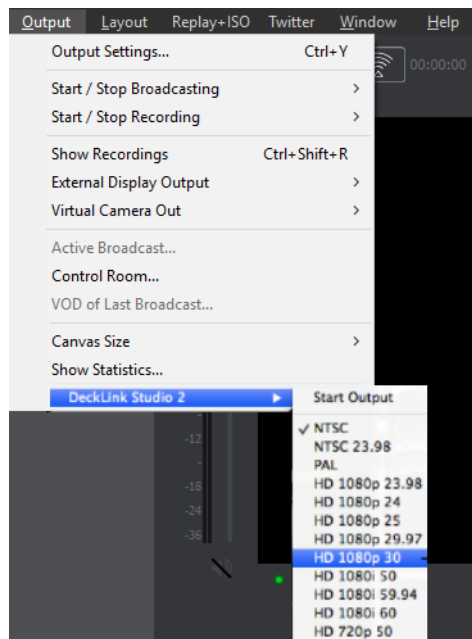 Output Layout Replay+ISO Twitter Window Help
Output Settings... Ctrl+Y
00:00:00
Start / Stop Broadcasting
Start / Stop Recording
Show Recordings Ctrl+Shift+R
External Display Output
Virtual Camera Out
Active Broadcast...
Control Room...
VOD of Last Broadcast...
Canvas Size
Show Statistics...
DeckLink Studio 2
Start Output
NTSC
NTSC 23.98
PAL
HD 1080p 23.98
HD 1080p 24
HD 1080p 25
HD 1080p 29.97
HD 1080p 30
HD 1080i 50
HD 1080i 59.94
HD 1080i 60
HD 720p 50
-12
-18
-24
-36